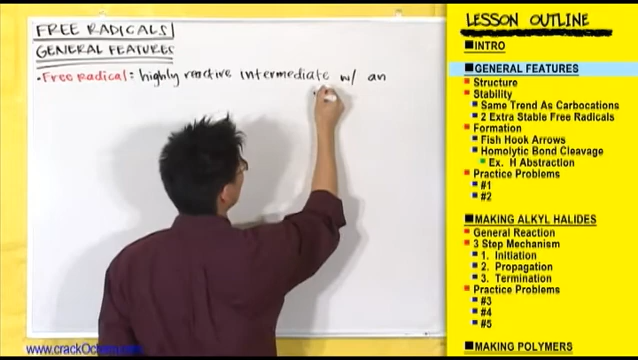 FREE RADICALS
GENERAL FEATURES
• Free Radical = highly reactive intermediate w/ an
www.crackOchem
LESSON OUTLINE
INTRO
GENERAL FEATURES
Structure
Stability
Same Trend As Carbocations
2 Extra Stable Free Radicals
Formation
Fish Hook Arrows
Homolytic Bond Cleavage
Ex. H Abstraction
Practice Problems
#1
#2
MAKING ALKYL HALIDES
General Reaction
3 Step Mechanism
1. Initiation
2. Propagation
3. Termination
Practice Problems
#3
#4
#5
MAKING POLYMERS